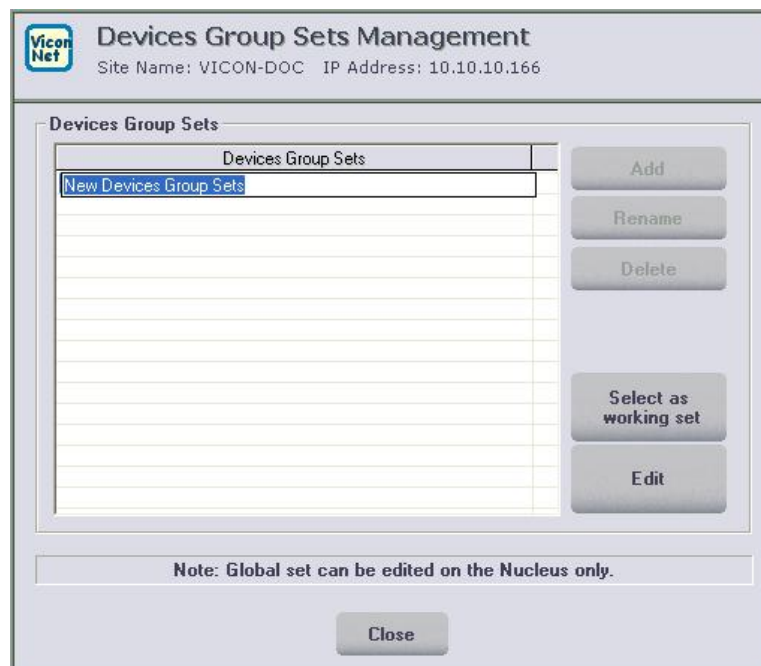 Vicon
Net
Devices Group Sets Management
Site Name: VICON-DOC IP Address: 10.10.10.166
Devices Group Sets
Devices Group Sets
New Devices Group Sets
Add
Rename
Delete
Select as
working set
Edit
Note: Global set can be edited on the Nucleus only.
Close